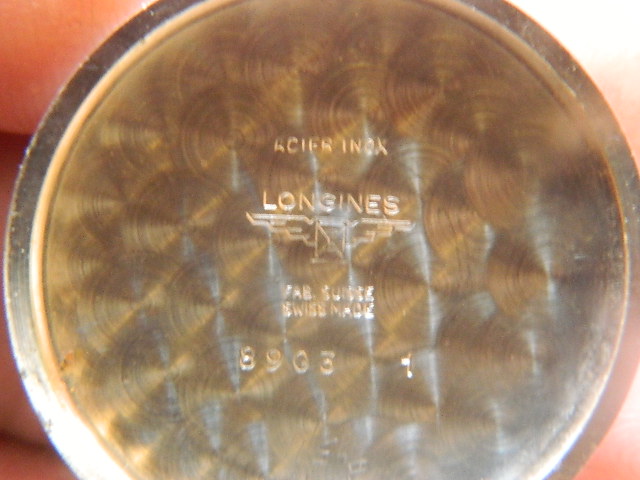 ACIER INOX
LONGINES
FAB. SUISSE
SWISS MADE
8903 1